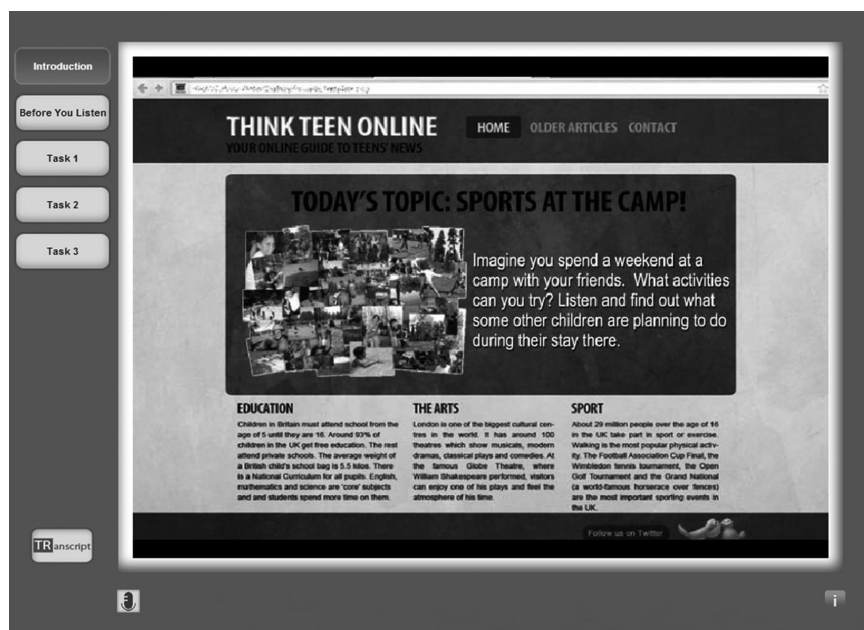 Introduction
Before You Listen
Task 1
Task 2
Task 3
TRanscript
THINK TEEN ONLINE
YOUR ONLINE GUIDE TO TEENS' NEWS
HOME OLDER ARTICLES CONTACT
TODAY'S TOPIC: SPORTS AT THE CAMP!
Imagine you spend a weekend at a
camp with your friends. What activities
can you try? Listen and find out what
some other children are planning to do
during their stay there.
EDUCATION
Children in Britain must attend school from the
age of 5 until they are 16. Around 93% of
children in the UK get free education. The rest
attend private schools. The average weight of
a British child's school bag is 5.5 kilos. There
is a National Curriculum for all pupils. English,
mathematics and science are 'core' subjects
and and students spend more time on them.
THE ARTS
London is one of the biggest cultural cen-
tres in the world. It has around 100
theatres which show musicals, modern
dramas, classical plays and comedies. At
the famous Globe Theatre, where
William Shakespeare performed, visitors
can enjoy one of his plays and feel the
atmosphere of his time.
SPORT
About 29 million people over the age of 16
in the UK take part in sport or exercise.
Walking is the most popular physical activ-
ity. The Football Association Cup Final, the
Wimbledon tennis tournament, the Open
Golf Tournament and the Grand National
(a world-famous horserace over fences)
are the most important sporting events in
the UK.
Follow us on Twitter
i